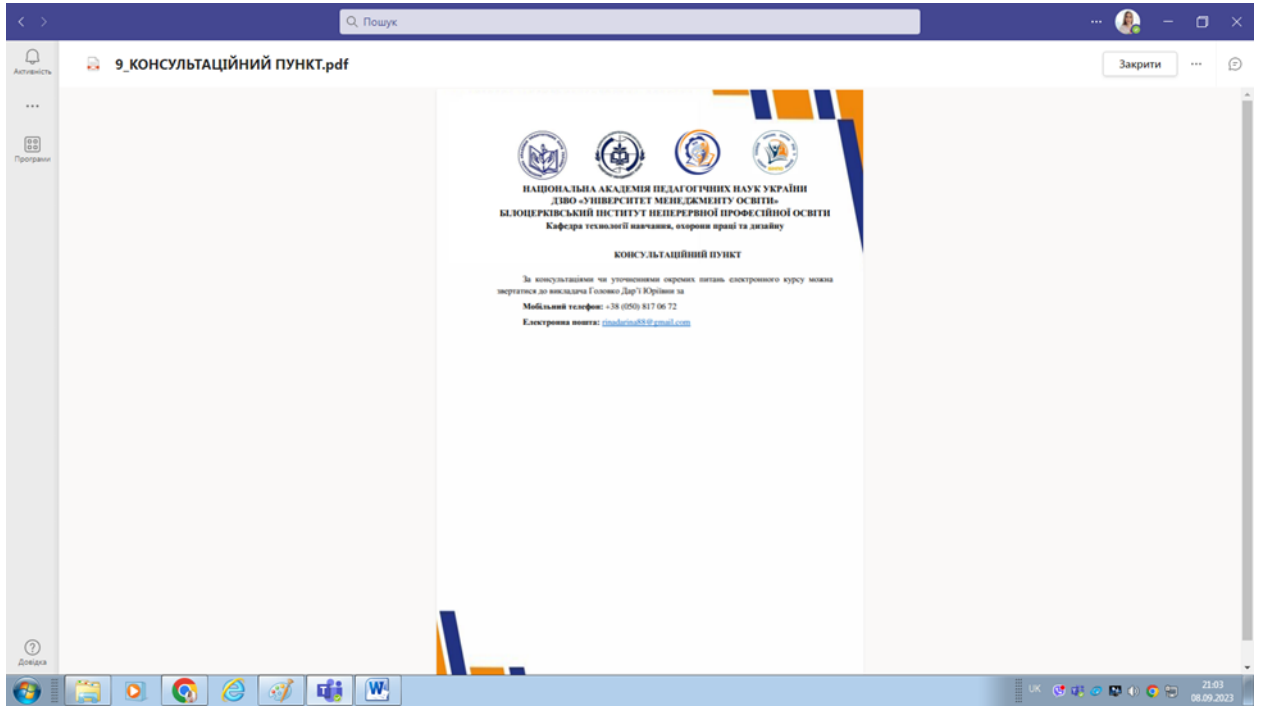 Пошук
Активність
9_КОНСУЛЬТАЦІЙНИЙ ПУНКТ.pdf
Закрити
Програми
НАЦІОНАЛЬНА АКАДЕМІЯ ПЕДАГОГІЧНИХ НАУК УКРАЇНИ
ДЗВО «УНІВЕРСИТЕТ МЕНЕДЖМЕНТУ ОСВІТИ»
БІЛОЦЕРКІВСЬКИЙ ІНСТИТУТ НЕПЕРЕРВНОЇ ПРОФЕСІЙНОЇ ОСВІТИ
Кафедра технології навчання, охорони праці та дизайну
КОНСУЛЬТАЦІЙНИЙ ПУНКТ
За консультаціями чи уточненнями окремих питань електронного курсу можна
звертатися до викладача Головко Дар’ї Юріївни за
Мобільний телефон: +38 (050) 817 06 72
Електронна пошта: rinadarina88@gmail.com
Довідка
UK
21:03
08.09.2023